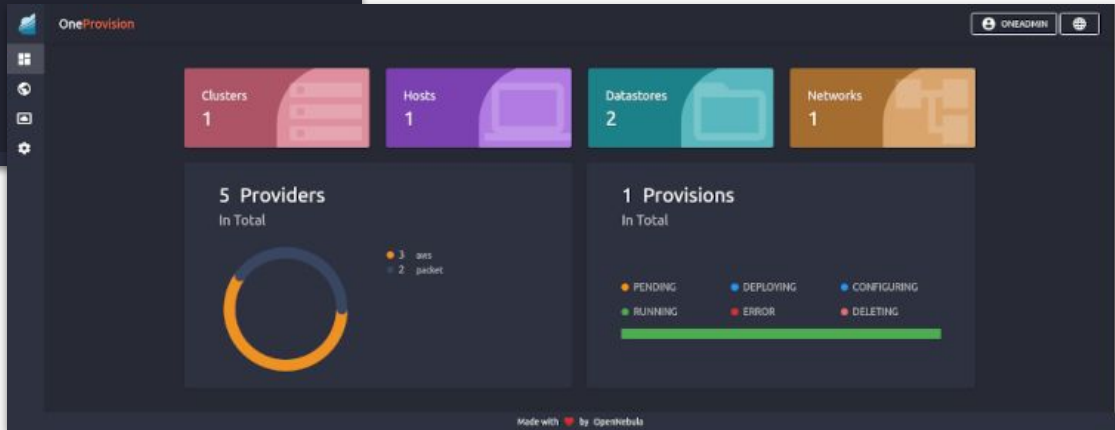 OneProvision
ONEADMIN
Clusters
1
Hosts
1
Datastores
2
Networks
1
5 Providers
In Total
3 aws
2 packet
1 Provisions
In Total
PENDING
DEPLOYING
CONFIGURING
RUNNING
ERROR
DELETING
Made with ❤ by OpenNebula